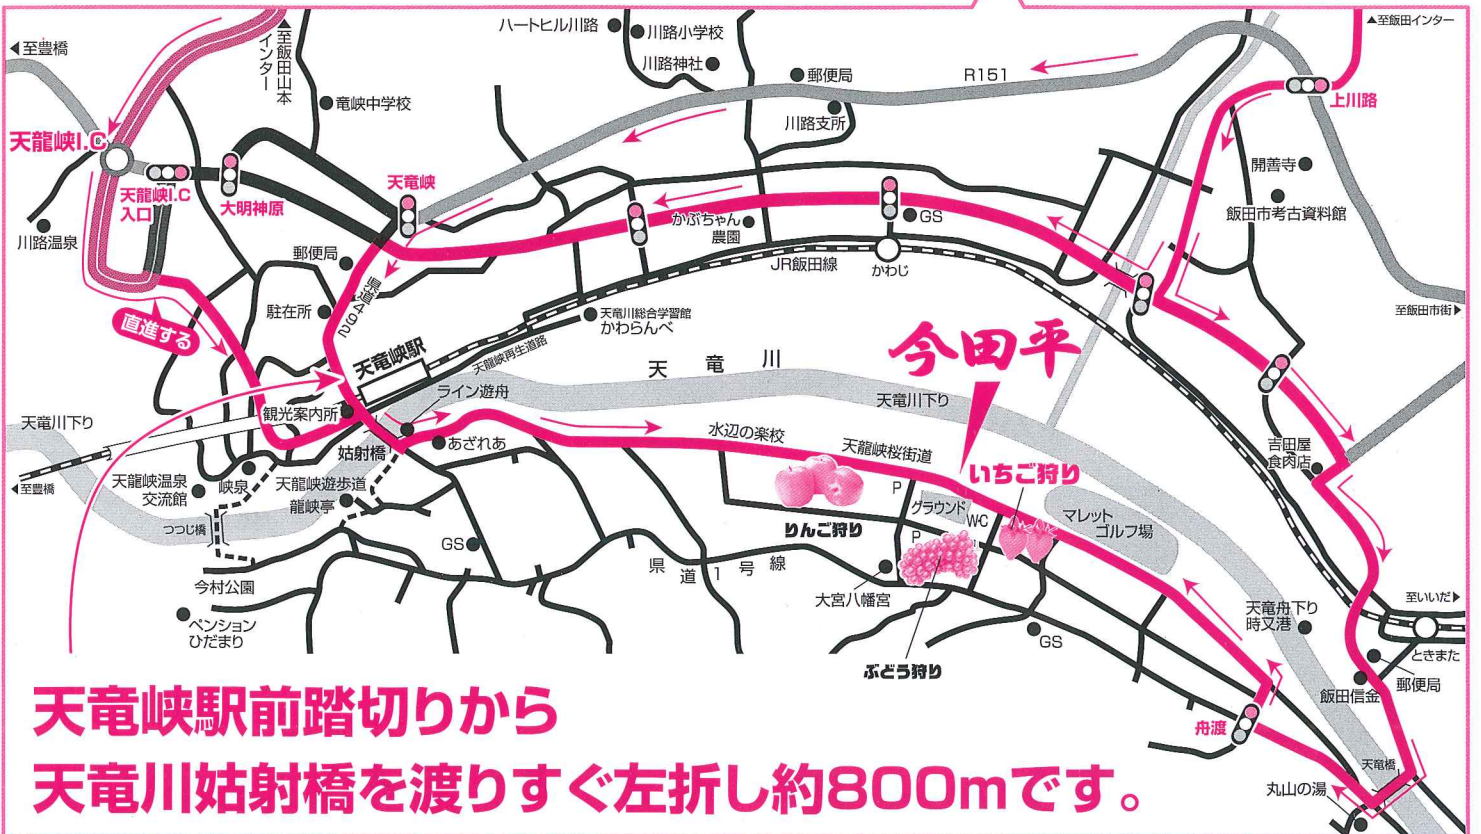 ◀至豊橋
▲至飯田山本
インター
ハートヒル川路
川路小学校
川路神社
郵便局
R151
▲至飯田インター
上川路
竜峡中学校
川路支所
天龍峡I.C
天龍峡I.C
入口
大明神原
天竜峡
開善寺
飯田市考古資料館
川路温泉
郵便局
かぶちゃん
農園
GS
JR飯田線
かわじ
県道492
駐在所
直進する
天竜川総合学習館
かわらんべ
至飯田市街▶
天竜峡駅
天龍峡再生道路
今田平
天竜川
ライン遊舟
天竜川下り
観光案内所
天竜川下り
姑射橋
あざれあ
水辺の楽校
天龍峡桜街道
いちご狩り
吉田屋
食肉店
◀至豊橋
天龍峡温泉
交流館
峡泉
天龍峡遊歩道
龍峡亭
つつじ橋
P
グラウンド
W・C
マレット
ゴルフ場
りんご狩り
P
GS
県道1号線
今村公園
大宮八幡宮
天竜舟下り
時又港
至いいだ▶
ペンション
ひだまり
GS
ときまた
ぶどう狩り
郵便局
飯田信金
舟渡
天竜橋
丸山の湯
天竜峡駅前踏切りから
天竜川姑射橋を渡りすぐ左折し約800mです。